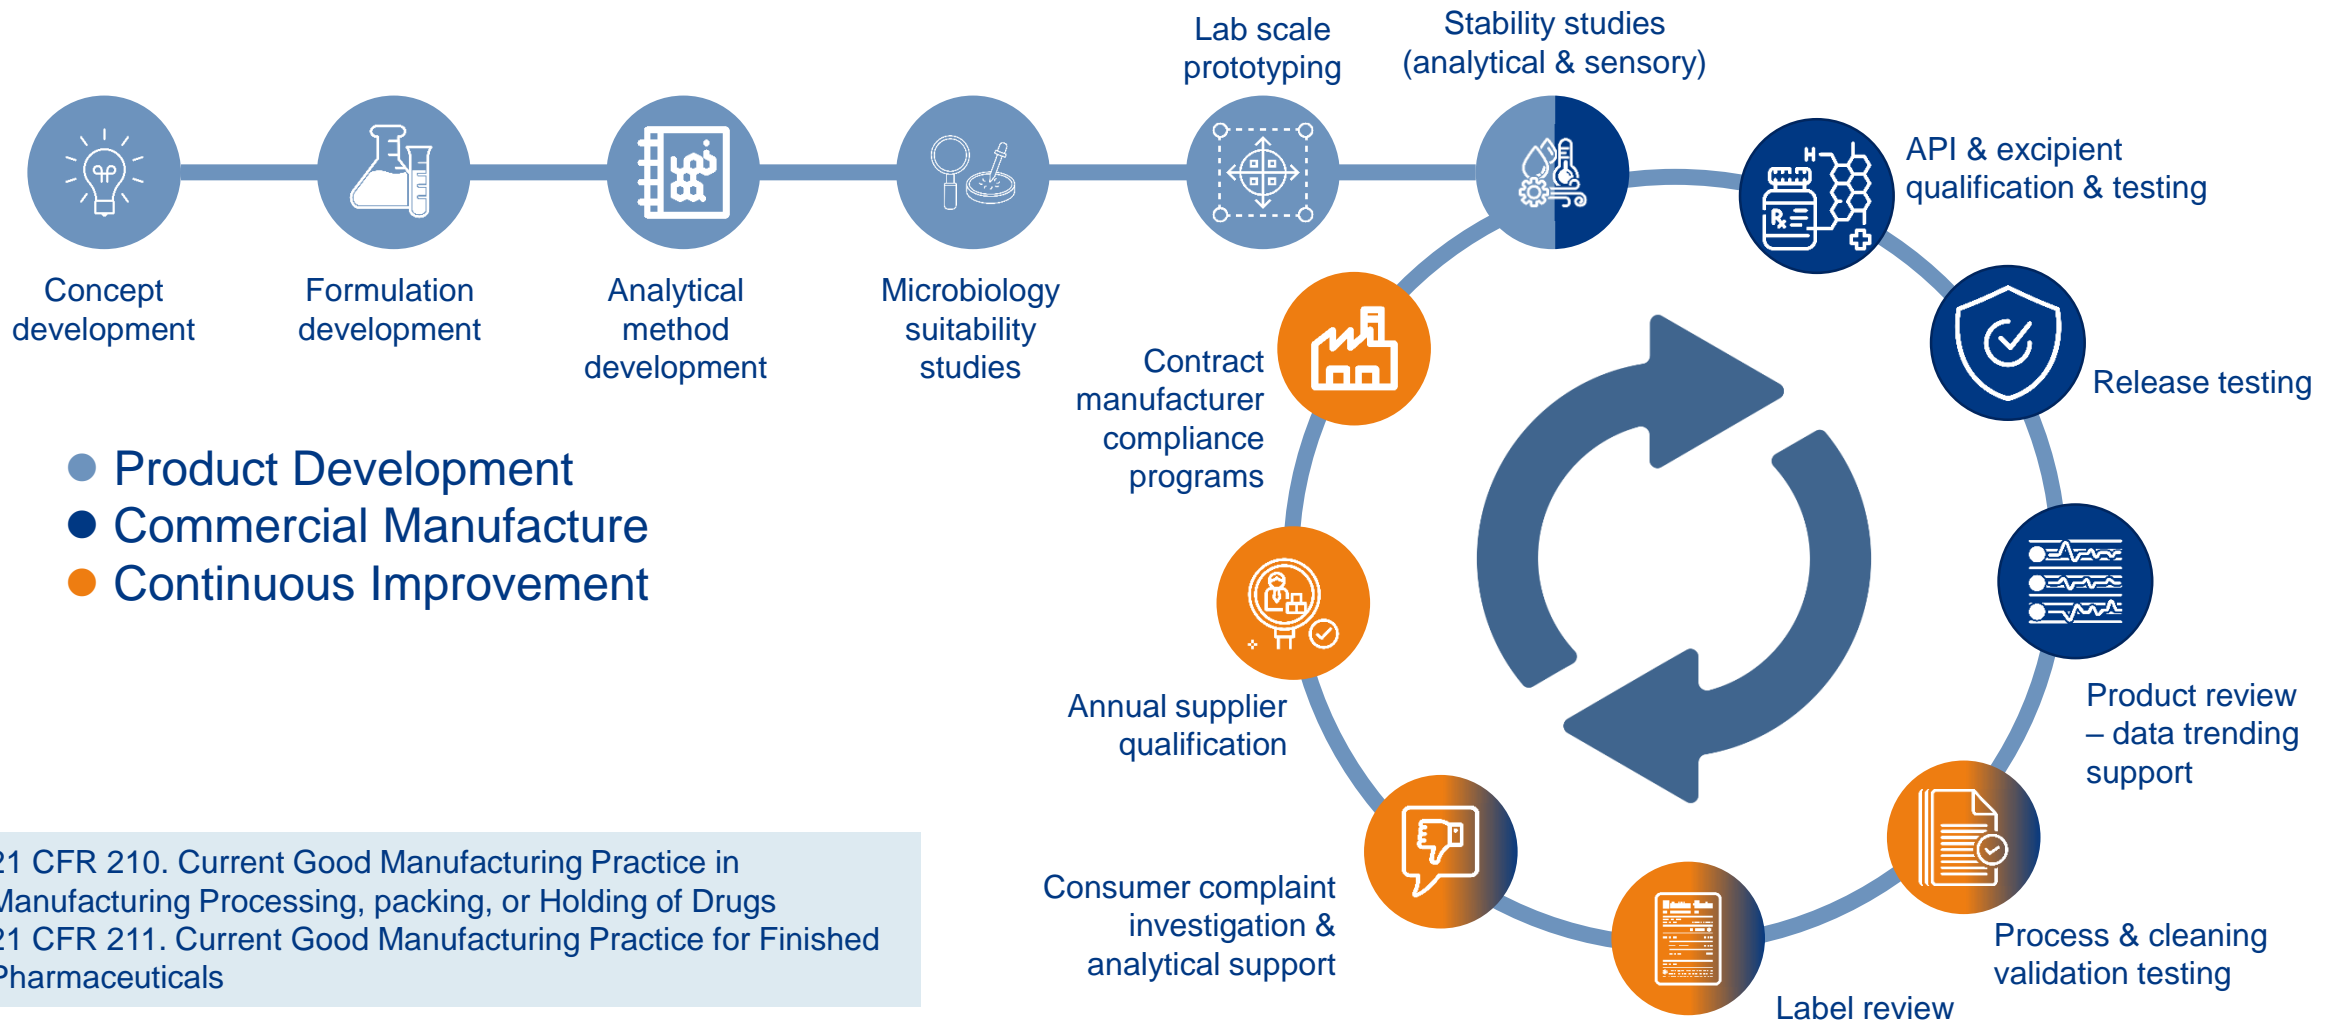 Lab scale
prototyping
Stability studies
(analytical & sensory)
API & excipient
qualification & testing
Concept
development
Formulation
development
Analytical
method
development
Microbiology
suitability
studies
Contract
manufacturer
compliance
programs
Release testing
Product Development
Commercial Manufacture
Continuous Improvement
Annual supplier
qualification
Product review
– data trending
support
Consumer complaint
investigation &
analytical support
Process & cleaning
validation testing
Label review
21 CFR 210. Current Good Manufacturing Practice in
Manufacturing Processing, packing, or Holding of Drugs
21 CFR 211. Current Good Manufacturing Practice for Finished
Pharmaceuticals
H
Rx